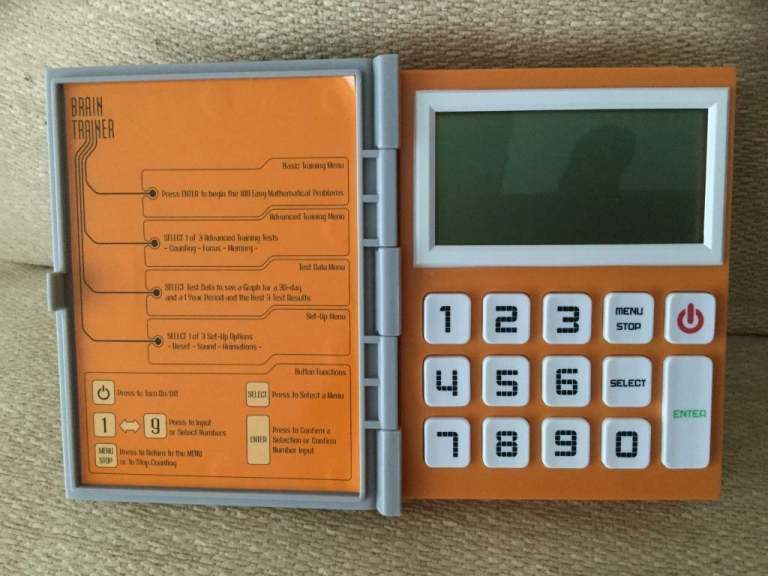 BRAIN
TRAINER
Basic Training Menu
Press ENTER to begin the 100 Easy Mathematical Problems
Advanced Training Menu
SELECT 1 of 3 Advanced Training Tests
- Counting - Focus - Memory -
Test Data Menu
SELECT Test Data to see a Graph for a 30-day
and a 1 Year Period and the Best 3 Test Results
Set-Up Menu
SELECT 1 of 3 Set-Up Options
- Reset - Sound - Animations -
Button Functions
Press to Turn On/Off
SELECT
Press to Select a Menu
1
9
Press to Input
or Select Numbers
ENTER
Press to Confirm a
Selection or Confirm
Number Input
MENU
STOP
Press to Return to the MENU
or to Stop Counting
1 2 3 MENU
STOP
4 5 6 SELECT
ENTER
7 8 9 0